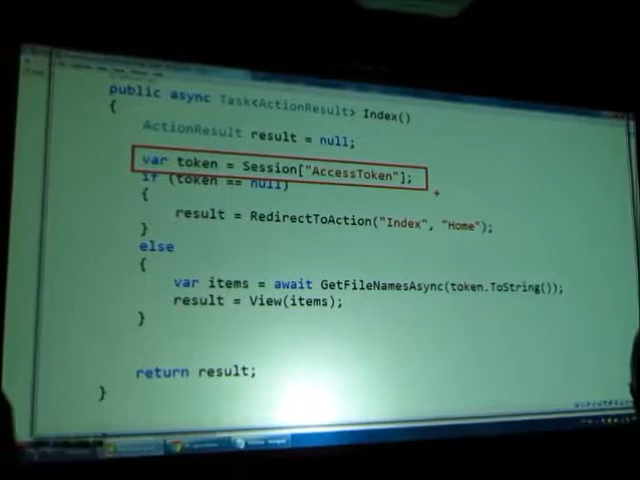 public async Task<ActionResult> Index()
{
ActionResult result = null;
var token = Session["AccessToken"];
if (token == null)
{
result = RedirectToAction("Index", "Home");
}
else
{
var items = await GetFileNamesAsync(token.ToString());
result = View(items);
}
return result;
}